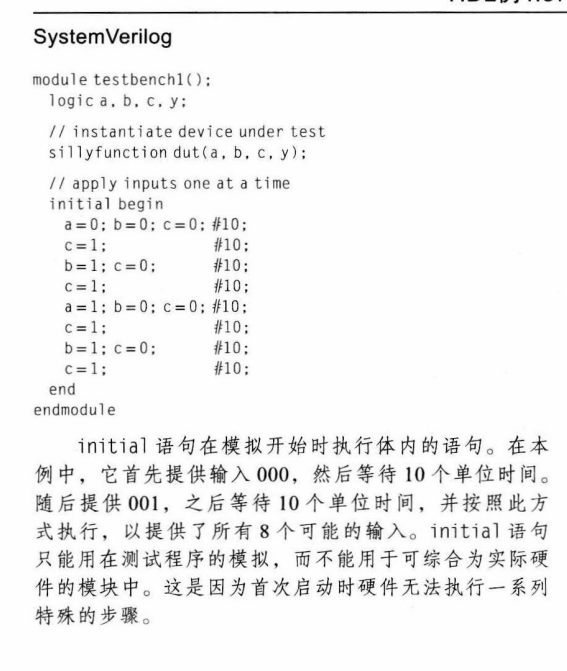 SystemVerilog
module testbench1();
logic a, b, c, y;
// instantiate device under test
sillyfunction dut(a, b, c, y);
// apply inputs one at a time
initial begin
a=0; b=0; c=0; #10;
c=1; #10;
b=1; c=0; #10;
c=1; #10;
a=1; b=0; c=0; #10;
c=1; #10;
b=1; c=0; #10;
c=1; #10;
end
endmodule
initial 语句在模拟开始时执行体内的语句。在本
例中，它首先提供输入 000，然后等待 10 个单位时间。
随后提供 001，之后等待 10 个单位时间，并按照此方
式执行，以提供了所有 8 个可能的输入。initial 语句
只能用在测试程序的模拟，而不能用于可综合为实际硬
件的模块中。这是因为首次启动时硬件无法执行一系列
特殊的步骤。